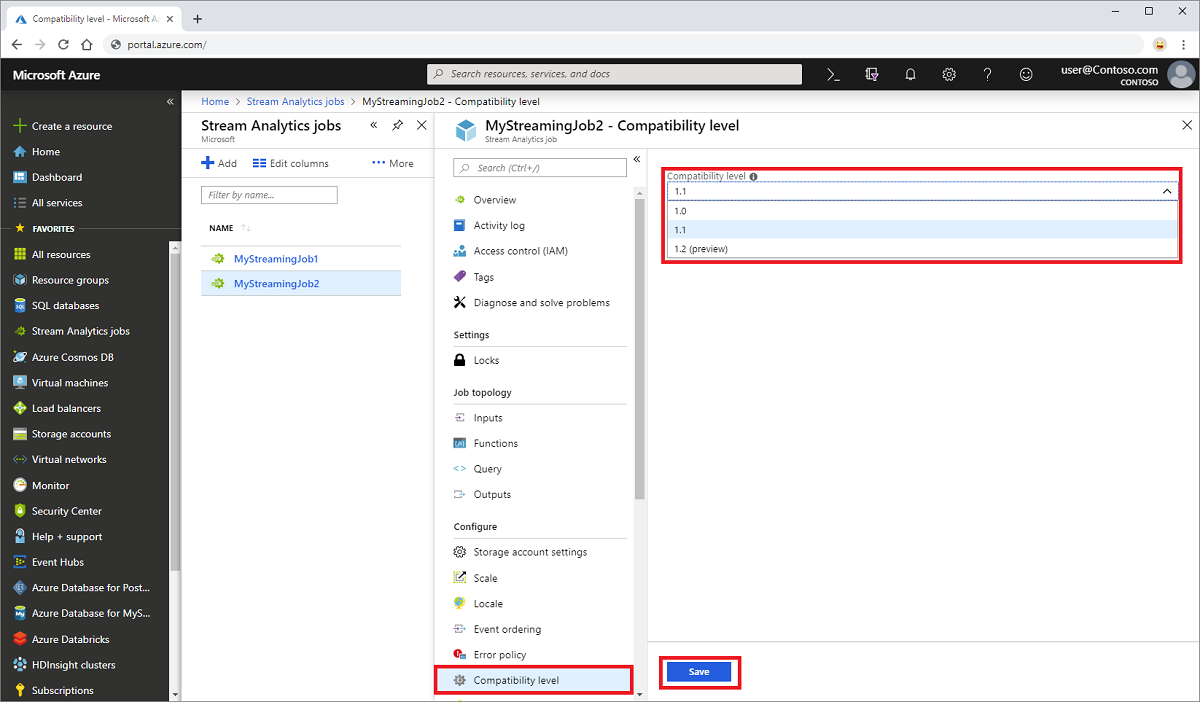 Compatibility level - Microsoft A
portal.azure.com/
Microsoft Azure
Search resources, services, and docs
user@Contoso.com
CONTOSO
Create a resource
Home
Dashboard
All services
FAVORITES
All resources
Resource groups
SQL databases
Stream Analytics jobs
Azure Cosmos DB
Virtual machines
Load balancers
Storage accounts
Virtual networks
Monitor
Security Center
Help + support
Event Hubs
Azure Database for Post...
Azure Database for MyS...
Azure Databricks
HDInsight clusters
Subscriptions
Home > Stream Analytics jobs > MyStreamingJob2 - Compatibility level
Stream Analytics jobs
Microsoft
Add Edit columns ··· More
Filter by name...
NAME
MyStreamingJob1
MyStreamingJob2
MyStreamingJob2 - Compatibility level
Stream Analytics job
Search (Ctrl+/)
Overview
Activity log
Access control (IAM)
Tags
Diagnose and solve problems
Settings
Locks
Job topology
Inputs
Functions
Query
Outputs
Configure
Storage account settings
Scale
Locale
Event ordering
Error policy
Compatibility level
Compatibility level
1.1
1.0
1.1
1.2 (preview)
Save